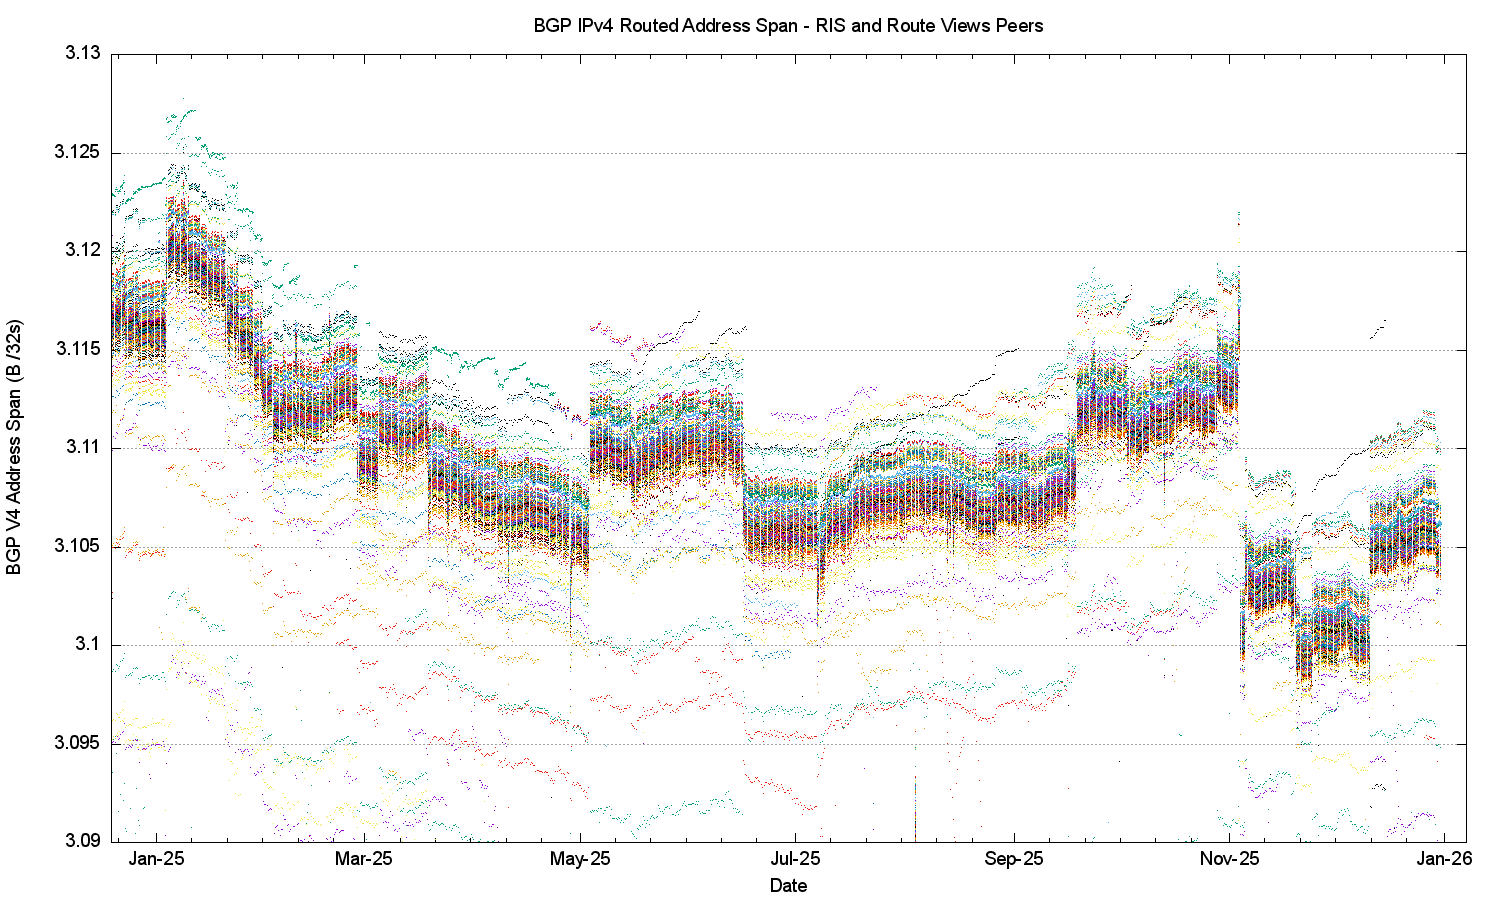 BGP IPv4 Routed Address Span - RIS and Route Views Peers
3.13
3.125
3.12
3.115
3.11
3.105
3.1
3.095
3.09
BGP V4 Address Span (B /32s)
Jan-25 Mar-25 May-25 Jul-25 Sep-25 Nov-25 Jan-26
Date